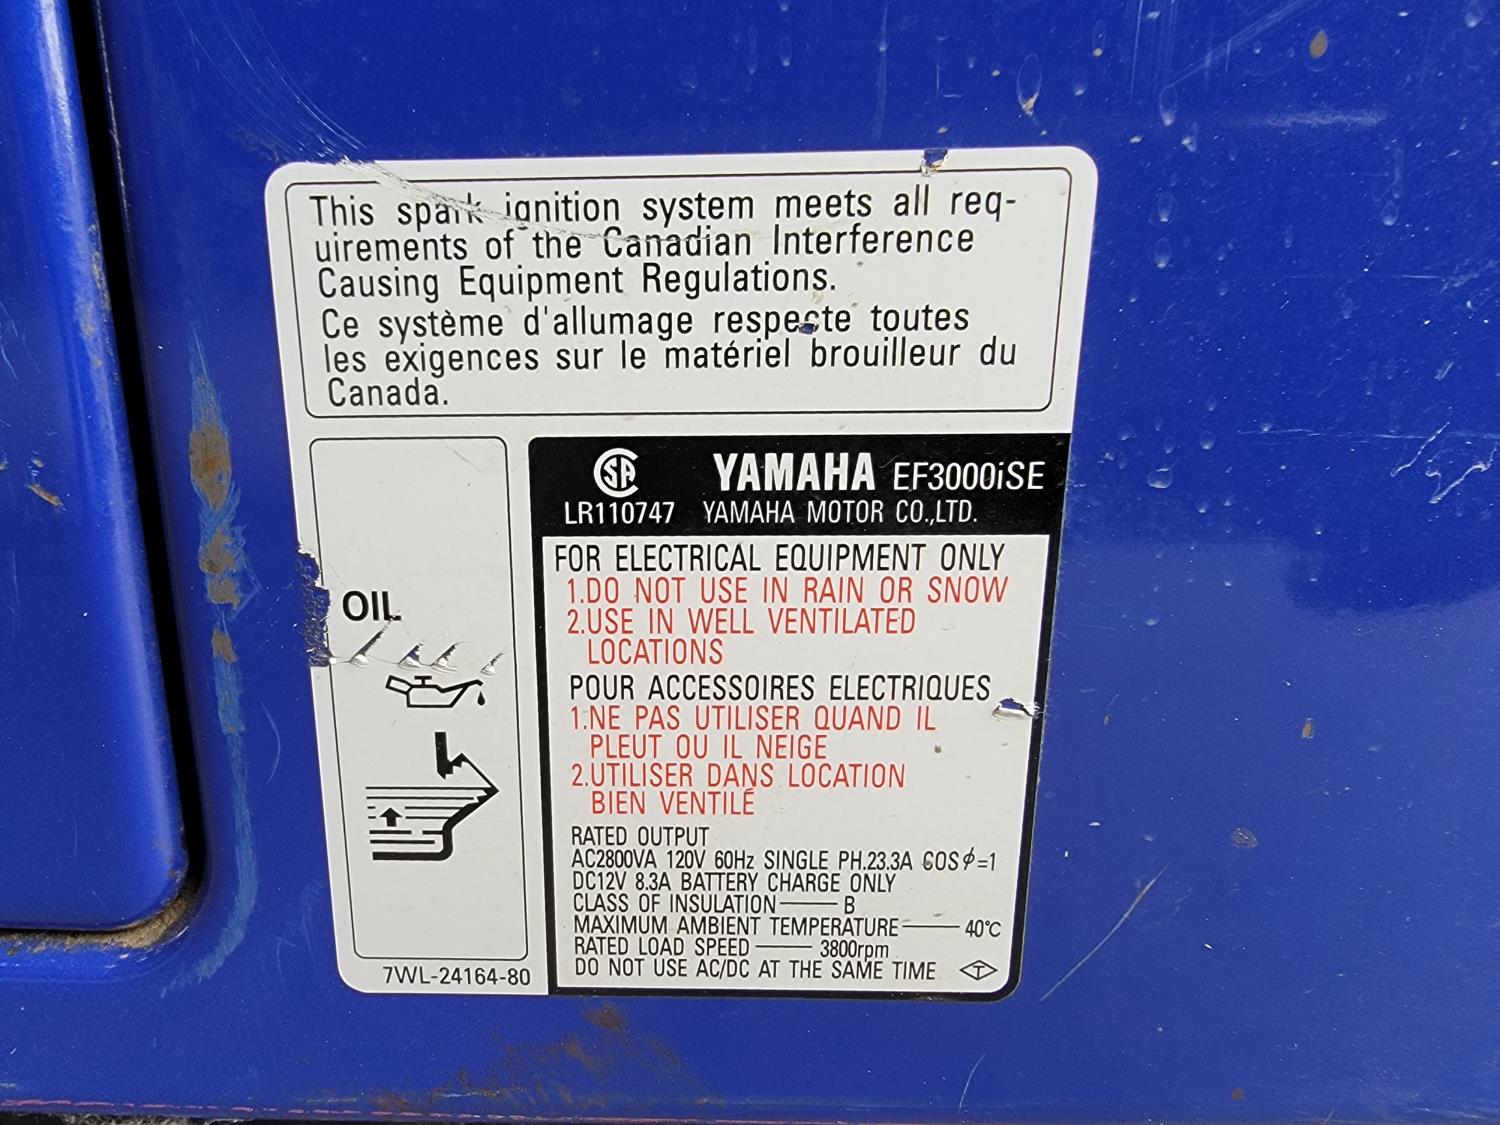 This spark ignition system meets all req-
uirements of the Canadian Interference
Causing Equipment Regulations.
Ce système d'allumage respecte toutes
les exigences sur le matériel brouilleur du
Canada.
OIL
7WL-24164-80
SA
LR110747
YAMAHA EF3000iSE
YAMAHA MOTOR CO.,LTD.
FOR ELECTRICAL EQUIPMENT ONLY
1.DO NOT USE IN RAIN OR SNOW
2.USE IN WELL VENTILATED
LOCATIONS
POUR ACCESSOIRES ELECTRIQUES
1.NE PAS UTILISER QUAND IL
PLEUT OU IL NEIGE
2.UTILISER DANS LOCATION
BIEN VENTILÉ
RATED OUTPUT
AC2800VA 120V 60Hz SINGLE PH.23.3A COSφ=1
DC12V 8.3A BATTERY CHARGE ONLY
CLASS OF INSULATION — B
MAXIMUM AMBIENT TEMPERATURE — 40°C
RATED LOAD SPEED — 3800rpm
DO NOT USE AC/DC AT THE SAME TIME T